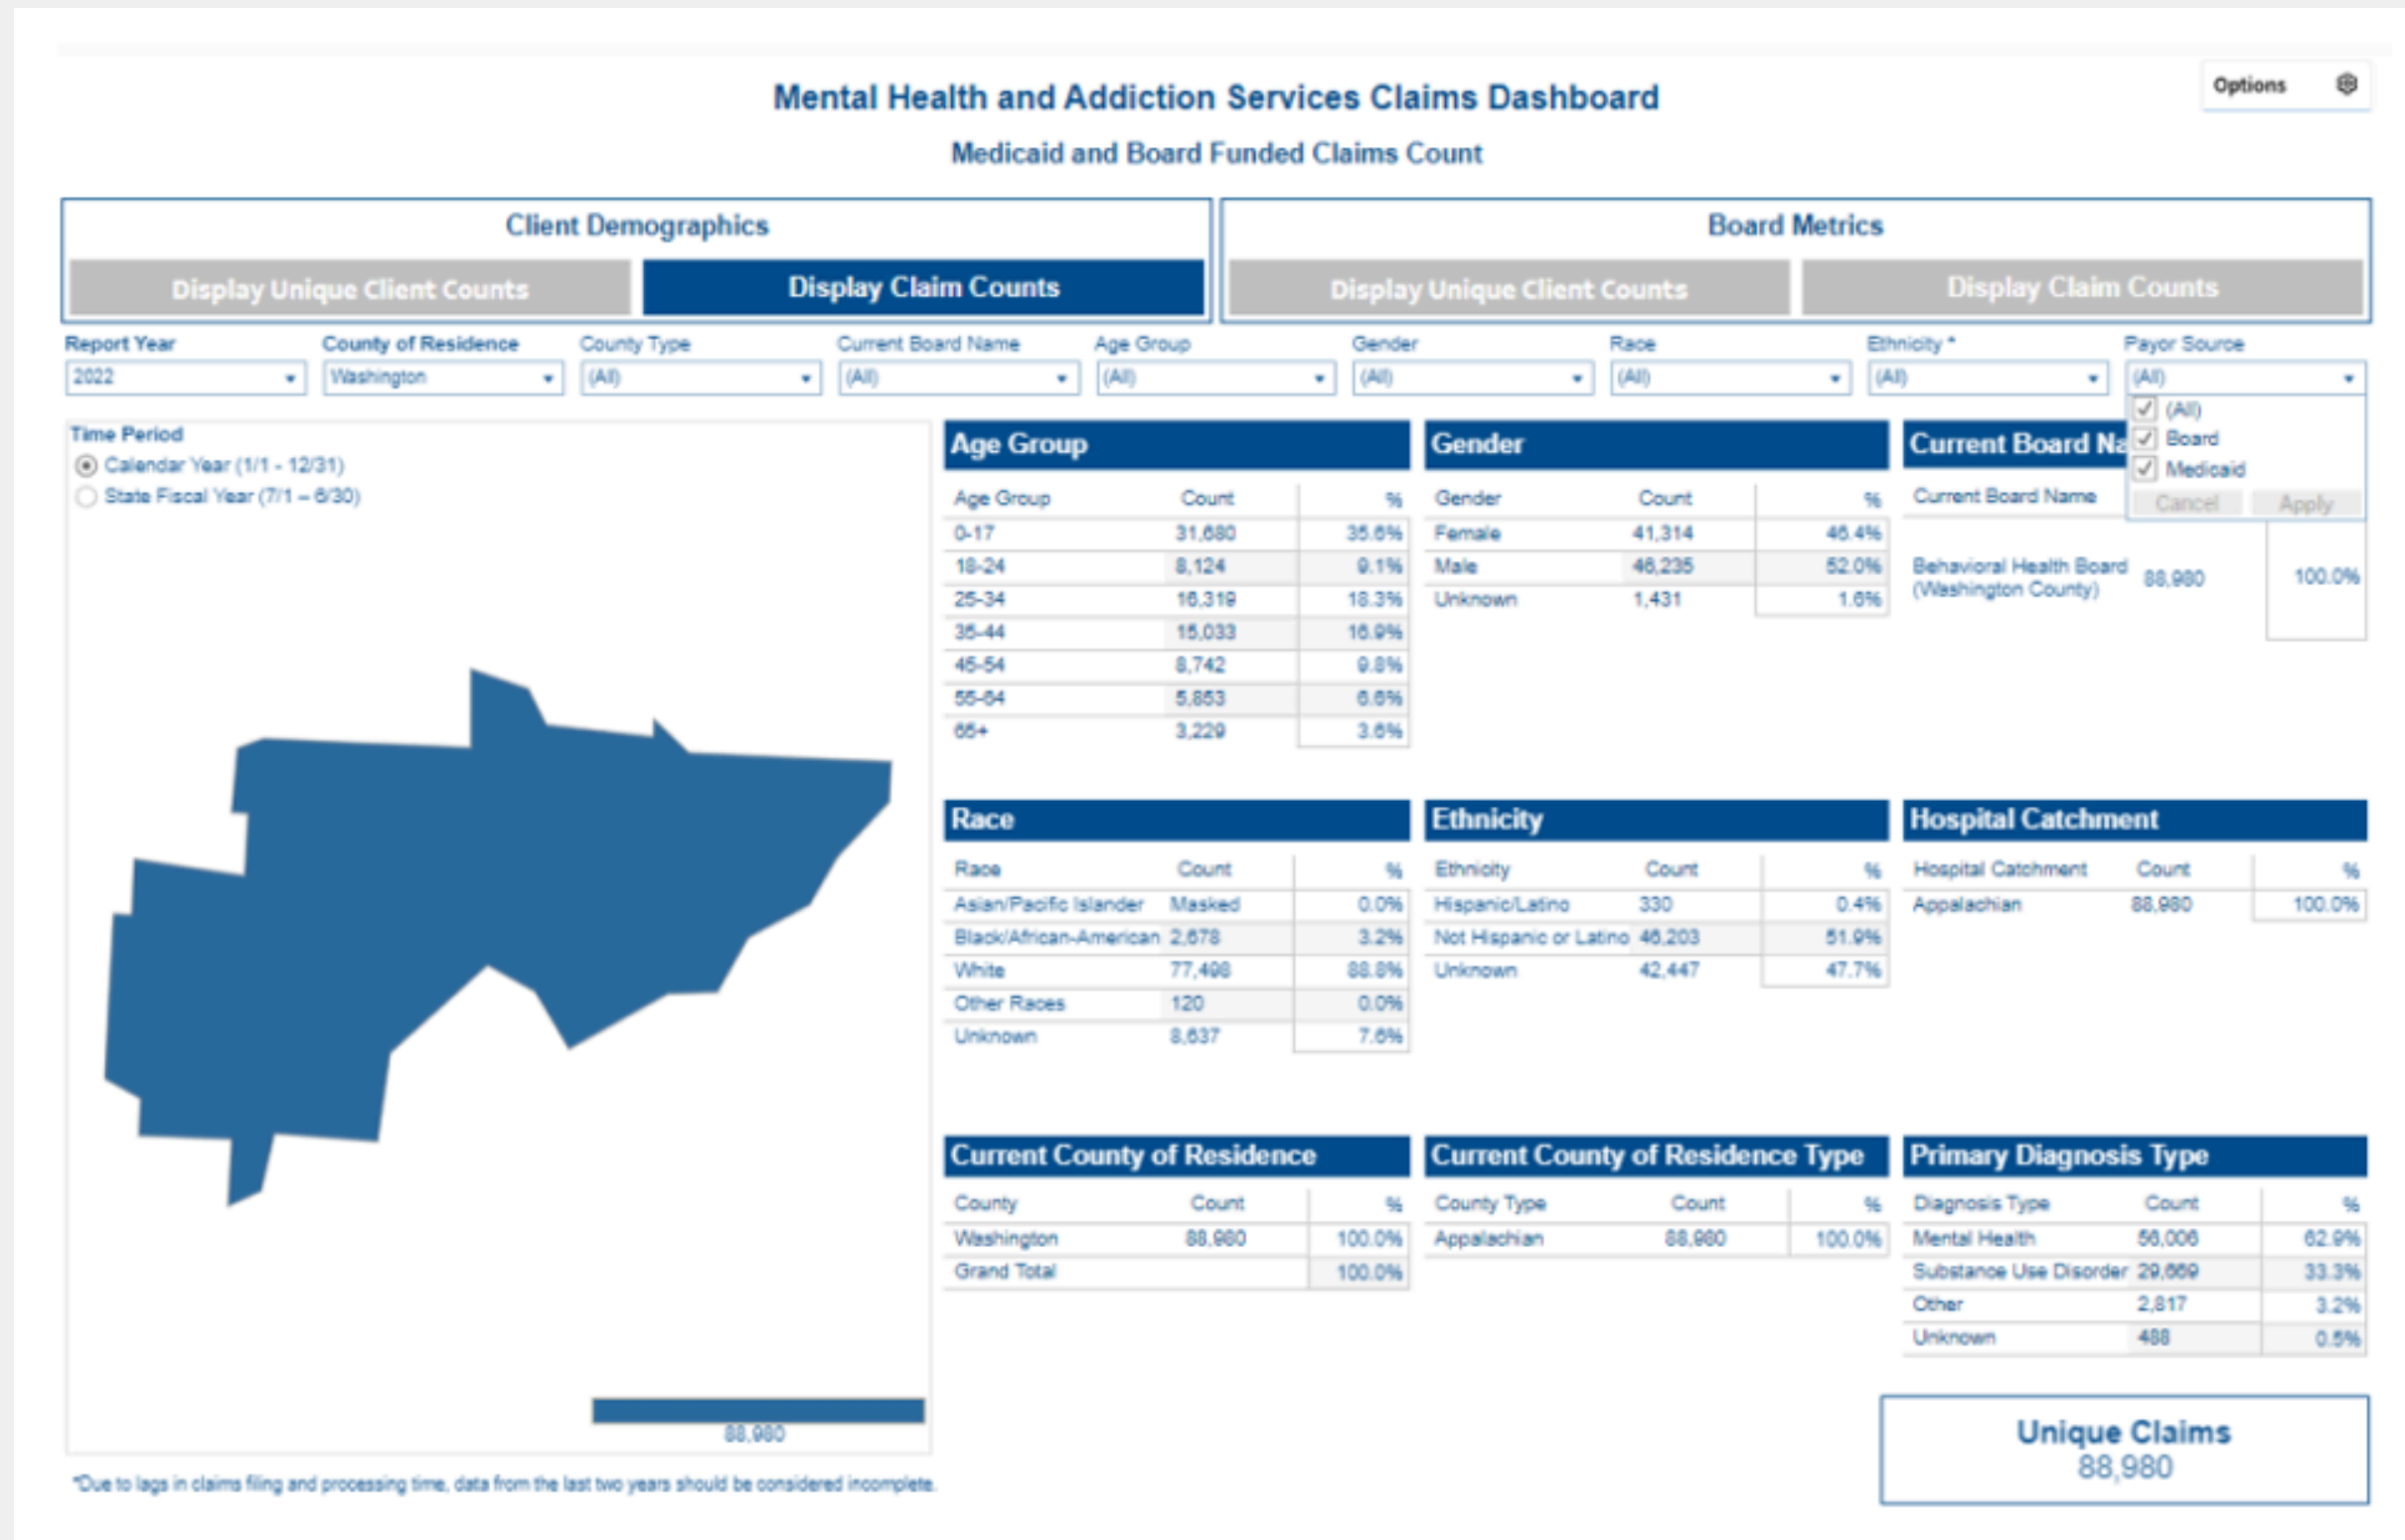 Options
Mental Health and Addiction Services Claims Dashboard
Medicaid and Board Funded Claims Count
Client Demographics
Display Unique Client Counts
Display Claim Counts
Board Metrics
Display Unique Client Counts
Display Claim Counts
Report Year
2022
County of Residence
Washington
County Type
(All)
Current Board Name
(All)
Age Group
(All)
Gender
(All)
Race
(All)
Ethnicity *
(All)
Payor Source
(All)
(All)
Board
Medicaid
Cancel Apply
Time Period
Calendar Year (1/1 - 12/31)
State Fiscal Year (7/1 – 6/30)
88,980
Age Group
Age Group Count %
0-17 31,680 35.6%
18-24 8,124 9.1%
25-34 16,319 18.3%
35-44 15,033 16.9%
45-54 8,742 9.8%
55-64 5,853 6.6%
65+ 3,229 3.6%
Gender
Gender Count %
Female 41,314 46.4%
Male 46,235 52.0%
Unknown 1,431 1.6%
Current Board Na
Current Board Name
Behavioral Health Board
(Washington County)
88,980 100.0%
Race
Race Count %
Asian/Pacific Islander Masked 0.0%
Black/African-American 2,678 3.2%
White 77,498 88.8%
Other Races 120 0.0%
Unknown 8,637 7.6%
Ethnicity
Ethnicity Count %
Hispanic/Latino 330 0.4%
Not Hispanic or Latino 46,203 51.9%
Unknown 42,447 47.7%
Hospital Catchment
Hospital Catchment Count %
Appalachian 88,980 100.0%
Current County of Residence
County Count %
Washington 88,980 100.0%
Grand Total 100.0%
Current County of Residence Type
County Type Count %
Appalachian 88,980 100.0%
Primary Diagnosis Type
Diagnosis Type Count %
Mental Health 56,006 62.9%
Substance Use Disorder 29,669 33.3%
Other 2,817 3.2%
Unknown 488 0.5%
Unique Claims
88,980
*Due to lags in claims filing and processing time, data from the last two years should be considered incomplete.